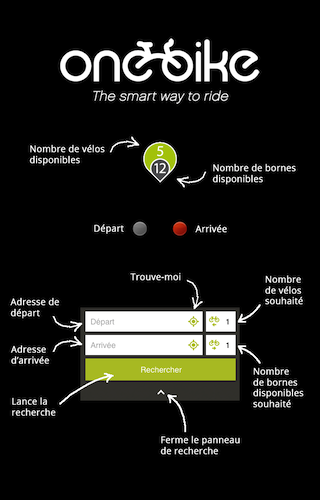 onebike
The smart way to ride
Nombre de vélos
disponibles
5
12
Nombre de bornes
disponibles
Départ
Arrivée
Trouve-moi
Nombre
de vélos
souhaité
Adresse de
départ
Départ
1
Adresse
d'arrivée
Arrivée
1
Rechercher
Nombre
de bornes
disponibles
souhaité
Lance la
recherche
Ferme le panneau
de recherche